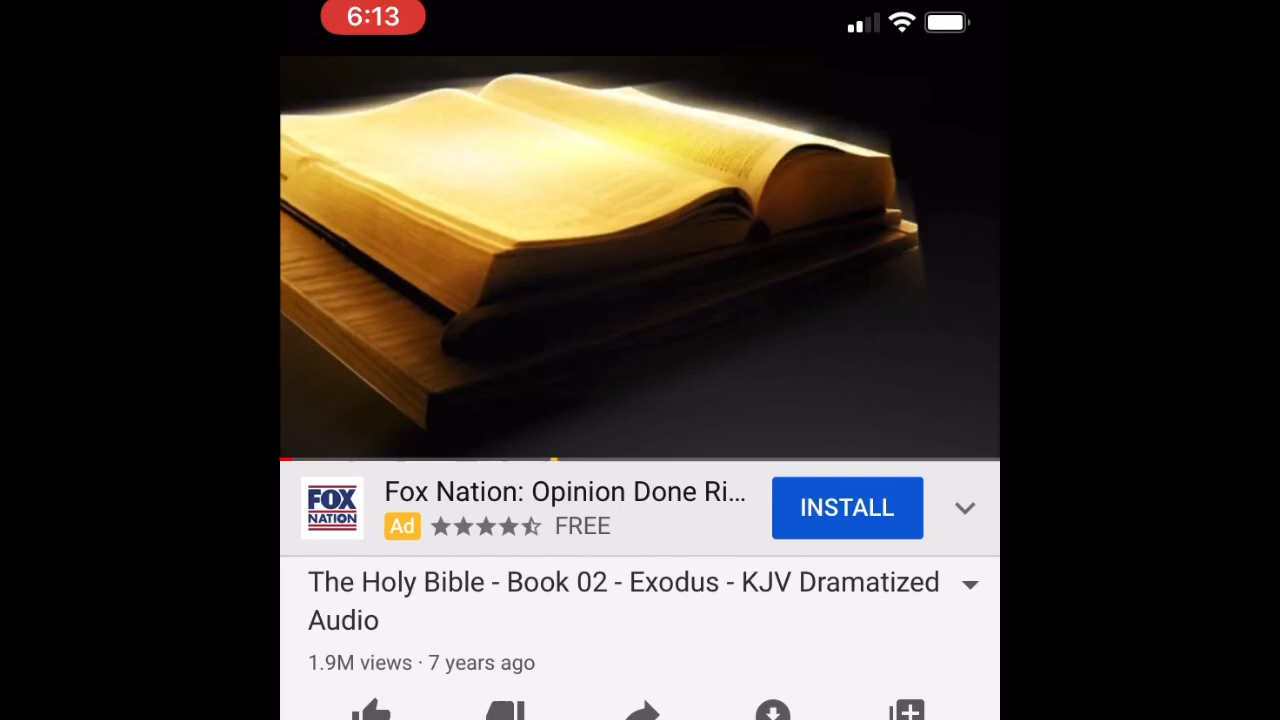 6:13
FOX
NATION
Fox Nation: Opinion Done Ri...
Ad FREE
INSTALL
The Holy Bible - Book 02 - Exodus - KJV Dramatized
Audio
1.9M views · 7 years ago